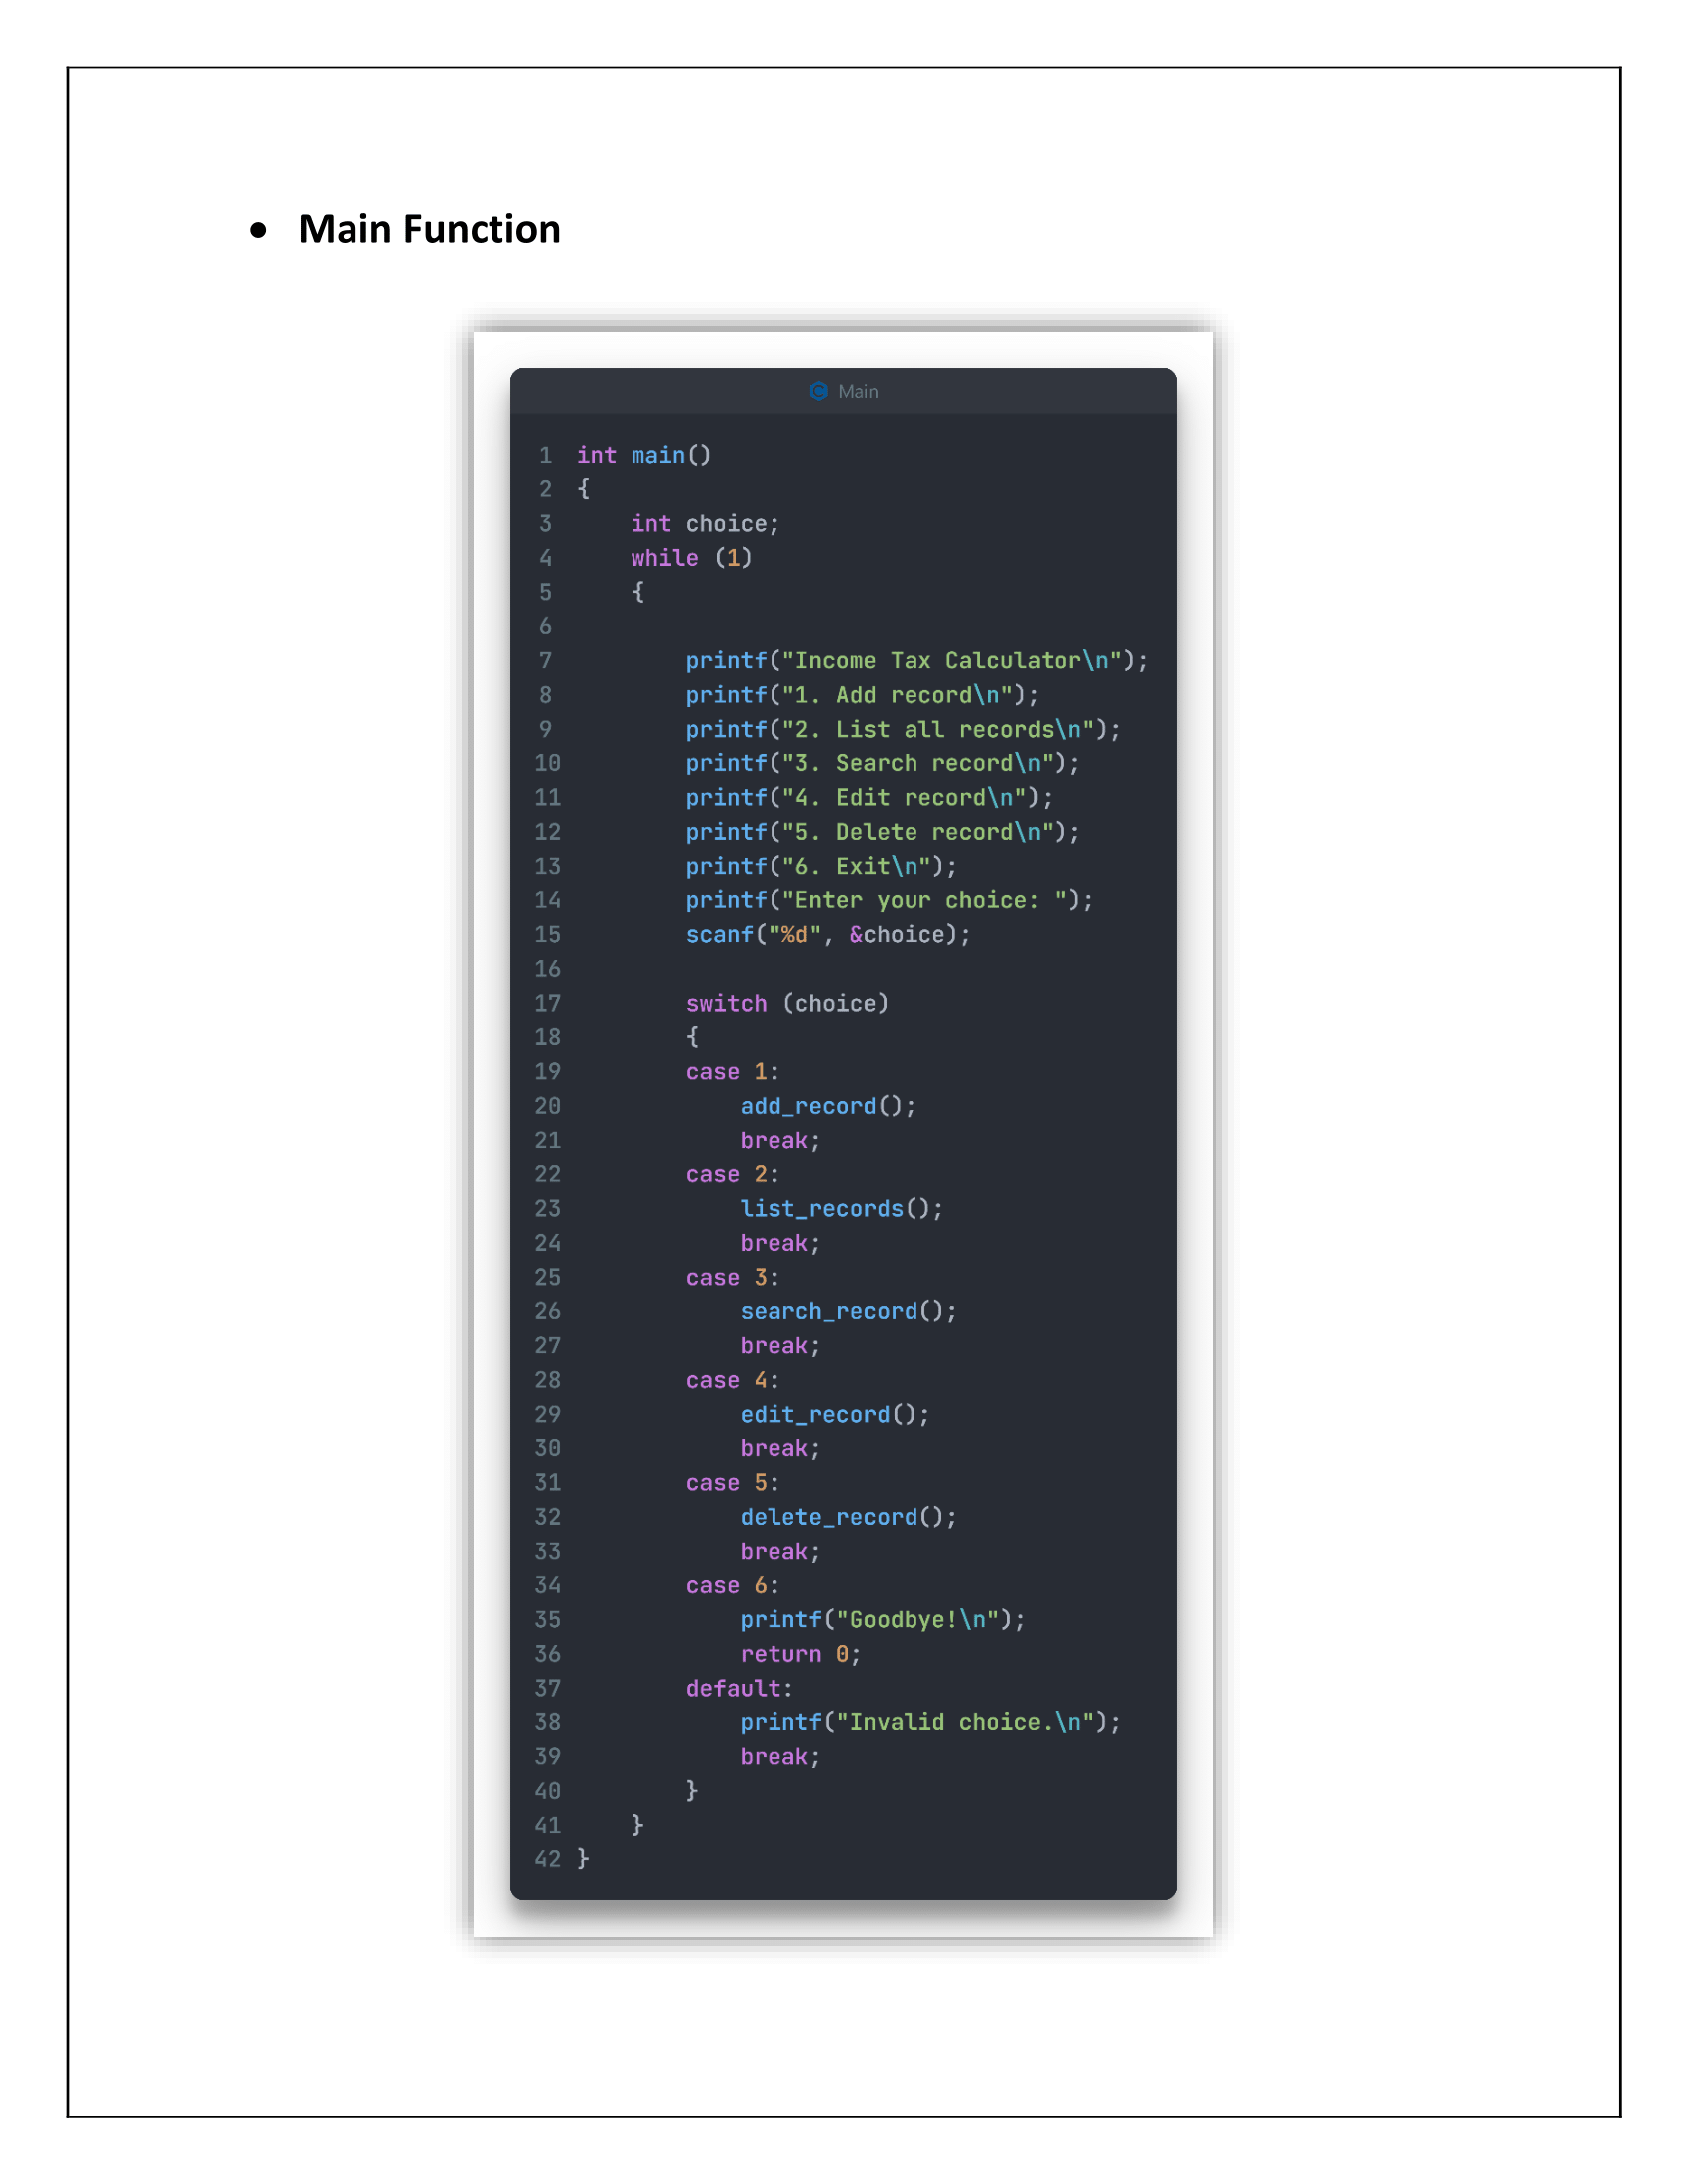 • Main Function
Main
1 int main()
2 {
3     int choice;
4     while (1)
5     {
6
7         printf("Income Tax Calculator\n");
8         printf("1. Add record\n");
9         printf("2. List all records\n");
10         printf("3. Search record\n");
11         printf("4. Edit record\n");
12         printf("5. Delete record\n");
13         printf("6. Exit\n");
14         printf("Enter your choice: ");
15         scanf("%d", &choice);
16
17         switch (choice)
18         {
19         case 1:
20             add_record();
21             break;
22         case 2:
23             list_records();
24             break;
25         case 3:
26             search_record();
27             break;
28         case 4:
29             edit_record();
30             break;
31         case 5:
32             delete_record();
33             break;
34         case 6:
35             printf("Goodbye!\n");
36             return 0;
37         default:
38             printf("Invalid choice.\n");
39             break;
40         }
41     }
42 }